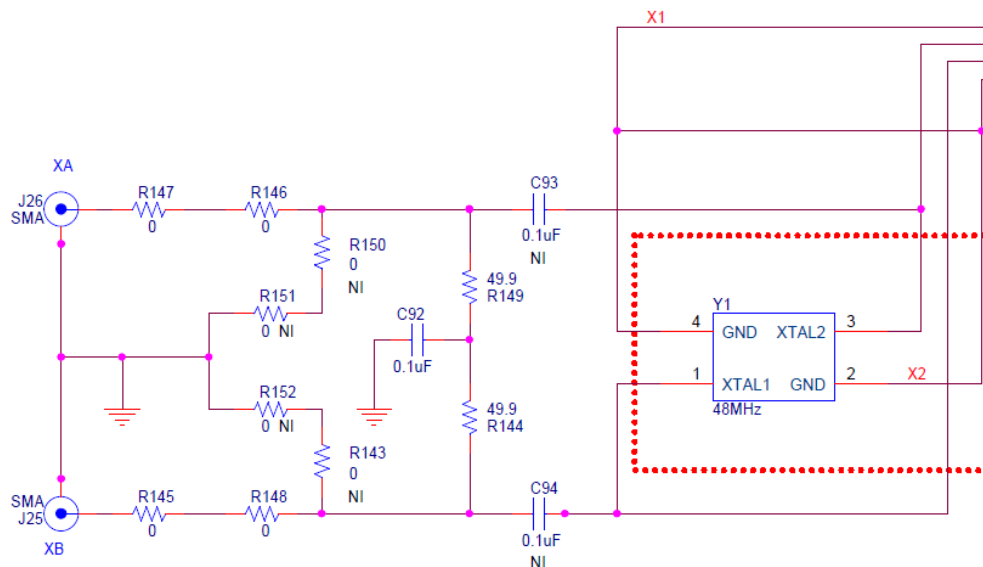 X1
XA
J26
SMA
R147
0
R146
0
C93
0.1uF
NI
R150
0
NI
R151
0 NI
49.9
R149
C92
0.1uF
Y1
4 GND XTAL2 3
1 XTAL1 GND 2
X2
48MHz
R152
0 NI
49.9
R144
R143
0
NI
SMA
J25
XB
R145
0
R148
0
C94
0.1uF
NI